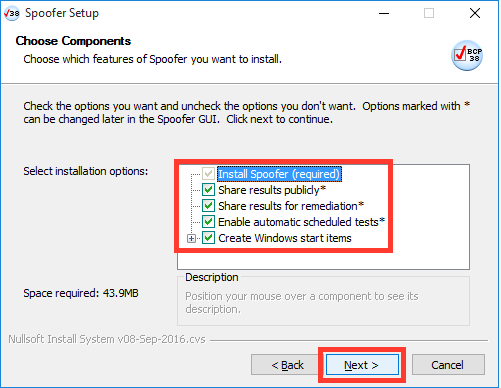 38 Spoofer Setup
Choose Components
Choose which features of Spoofer you want to install.
BCP
38
Check the options you want and uncheck the options you don't want. Options marked with *
can be changed later in the Spoofer GUI. Click next to continue.
Select installation options:
Install Spoofer (required)
Share results publicly*
Share results for remediation*
Enable automatic scheduled tests*
Create Windows start items
Description
Space required: 43.9MB
Position your mouse over a component to see its
description.
Nullsoft Install System v08-Sep-2016.cvs
< Back
Next >
Cancel